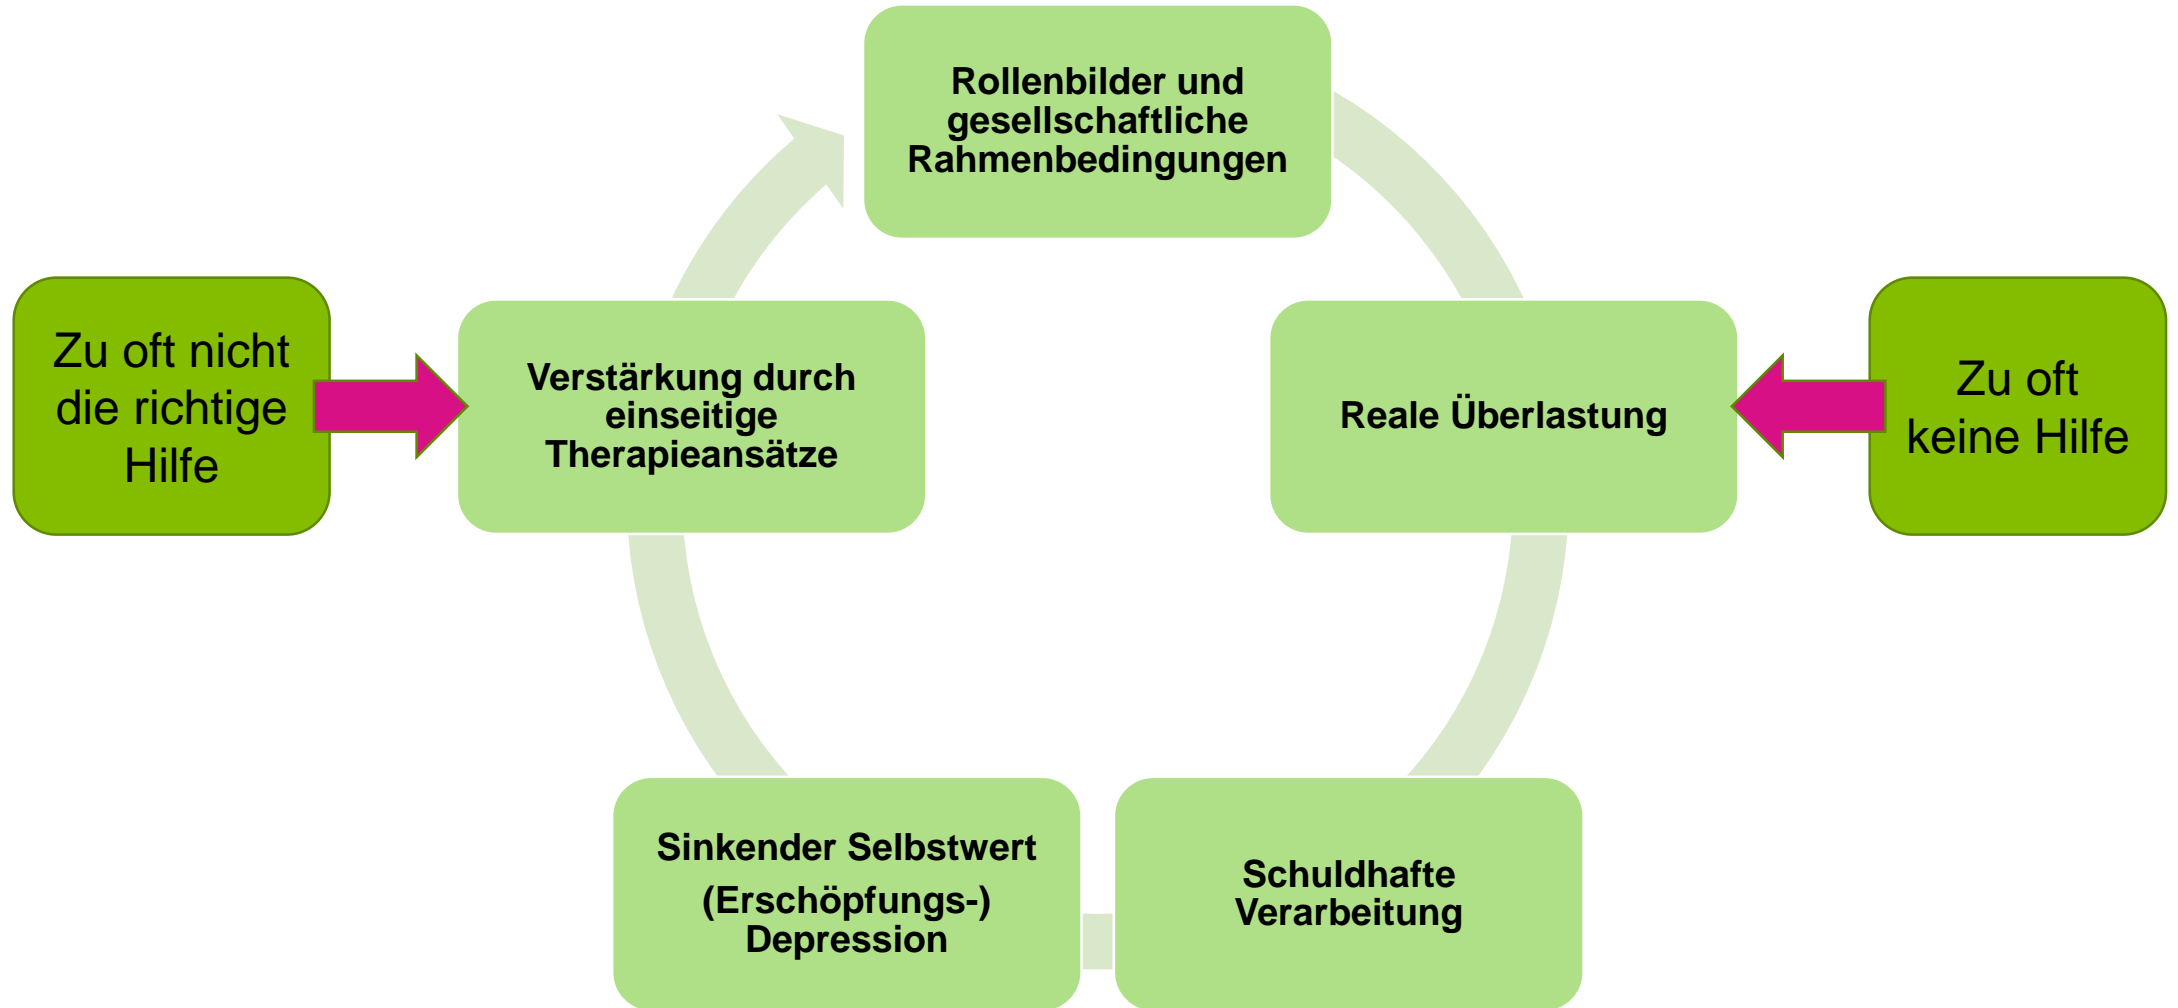 Rollenbilder und
gesellschaftliche
Rahmenbedingungen
Zu oft nicht
die richtige
Hilfe
Verstärkung durch
einseitige
Therapieansätze
Reale Überlastung
Zu oft
keine Hilfe
Sinkender Selbstwert
(Erschöpfungs-)
Depression
Schuldhafte
Verarbeitung